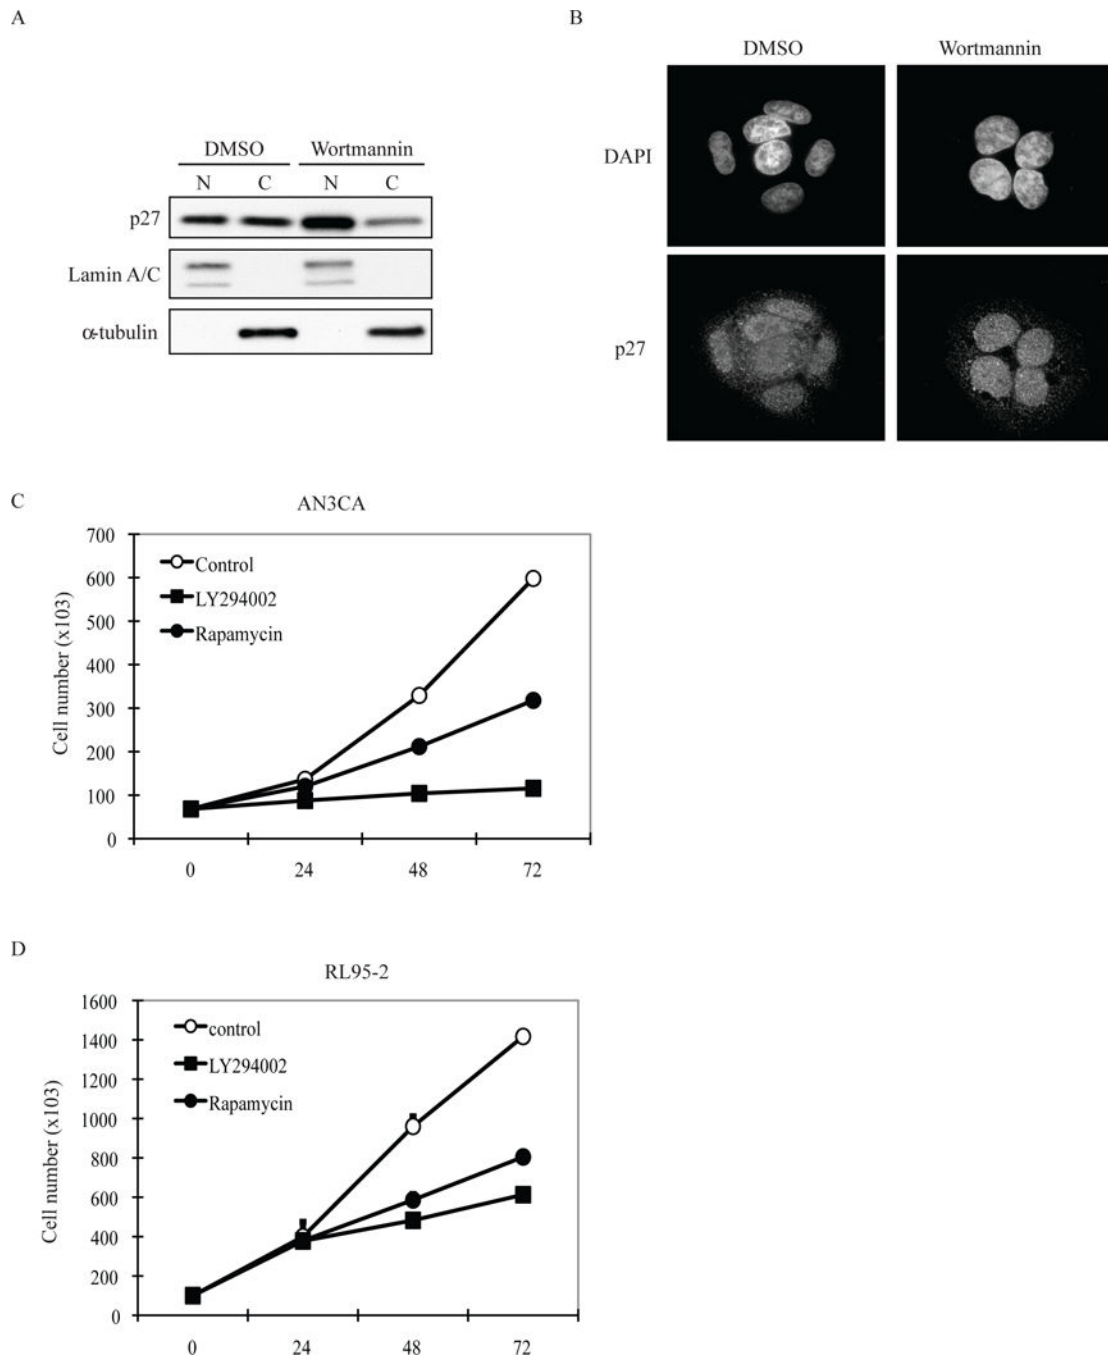 A
DMSO Wortmannin
N C N C
p27
Lamin A/C
α-tubulin
B
DMSO Wortmannin
DAPI
p27
C
AN3CA
Cell number (x103)
700
600
500
400
300
200
100
0
Control
LY294002
Rapamycin
0 24 48 72
D
RL95-2
Cell number (x103)
1600
1400
1200
1000
800
600
400
200
0
control
LY294002
Rapamycin
0 24 48 72